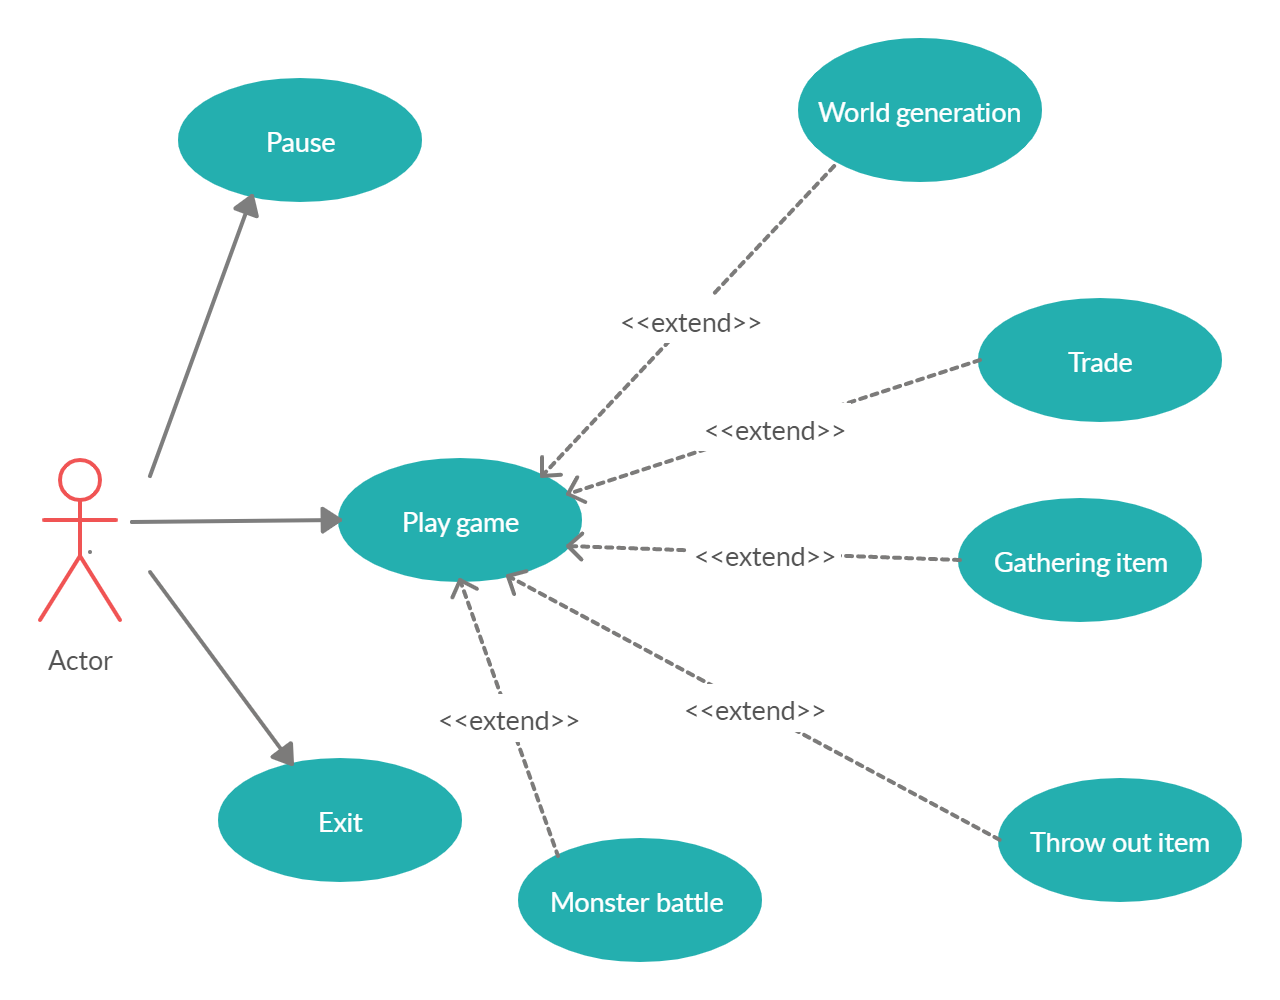 World generation
Pause
<<extend>>
Trade
<<extend>>
Play game
<<extend>>
Gathering item
Actor
<<extend>>
<<extend>>
Exit
Throw out item
Monster battle